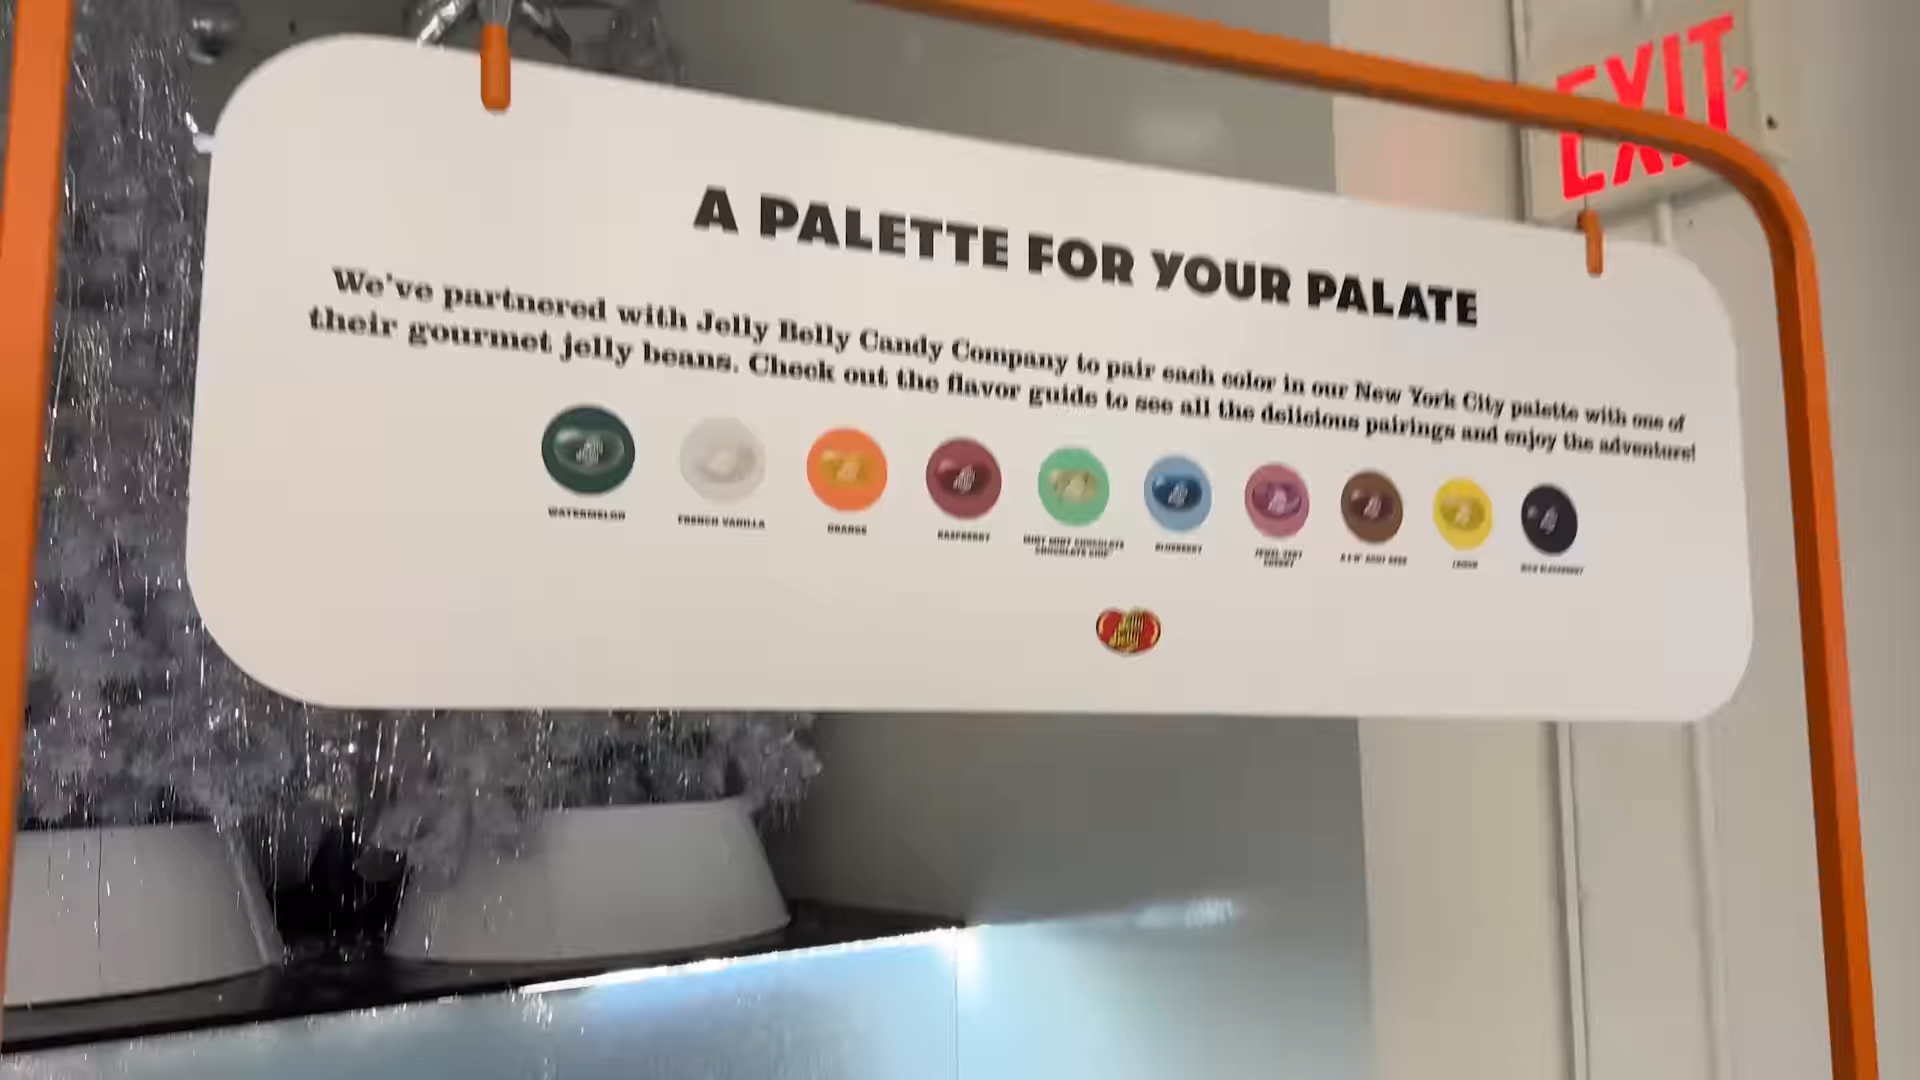 EXIT
A PALETTE FOR YOUR PALATE
We've partnered with Jelly Belly Candy Company to pair each color in our New York City palette with one of
their gourmet jelly beans. Check out the flavor guide to see all the delicious pairings and enjoy the adventure!
WATERMELON
FRENCH VANILLA
ORANGE
RASPBERRY
BLUEBERRY
LEMON
Jelly Belly